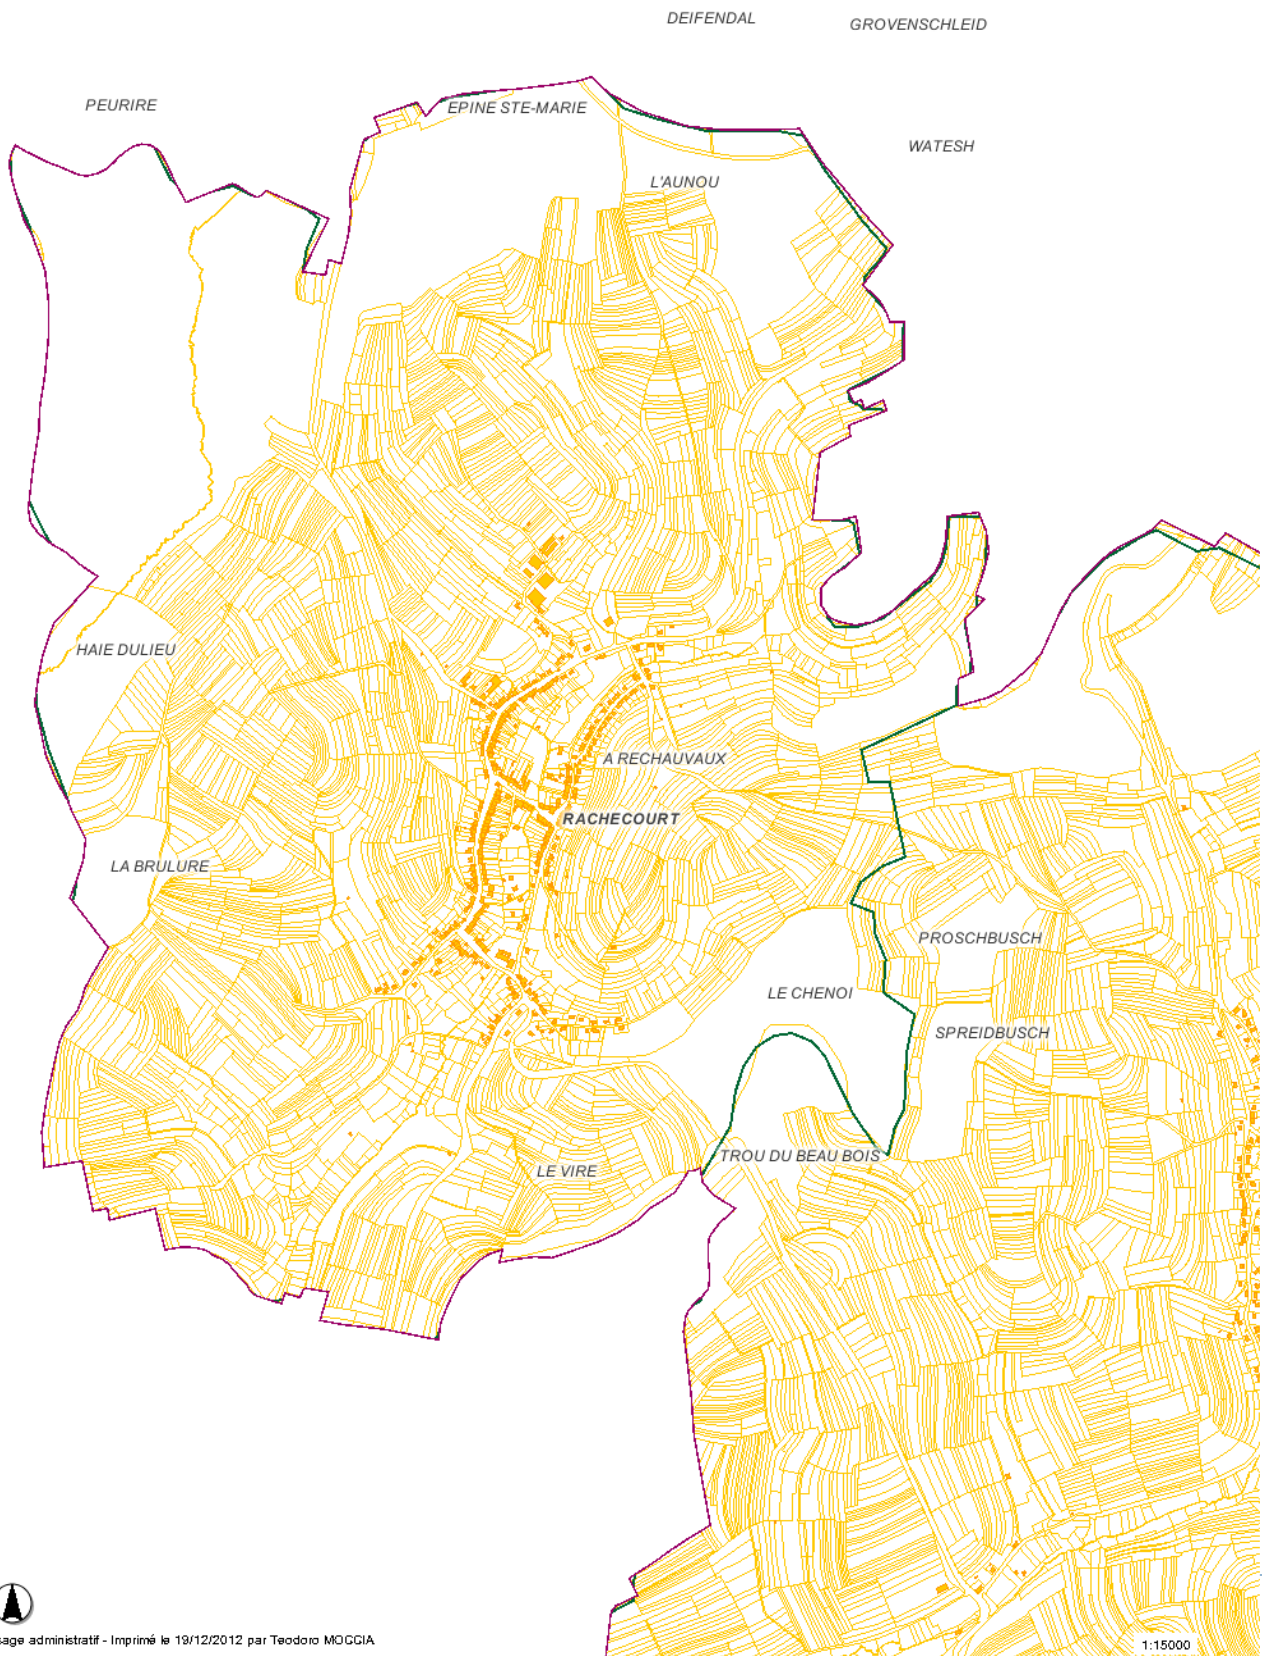 DEIFENDAL
GROVENSCHLEID
PEURIRE
EPINE STE-MARIE
WATESH
L'AUNOU
HAIE DULIEU
A RECHAUVAUX
RACHECOURT
LA BRULURE
PROSCHBUSCH
LE CHENOI
SPREIDBUSCH
TROU DU BEAU BOIS
LE VIRE
sage administratif - Imprimé le 19/12/2012 par Teodoro MOGGIA
1:15000